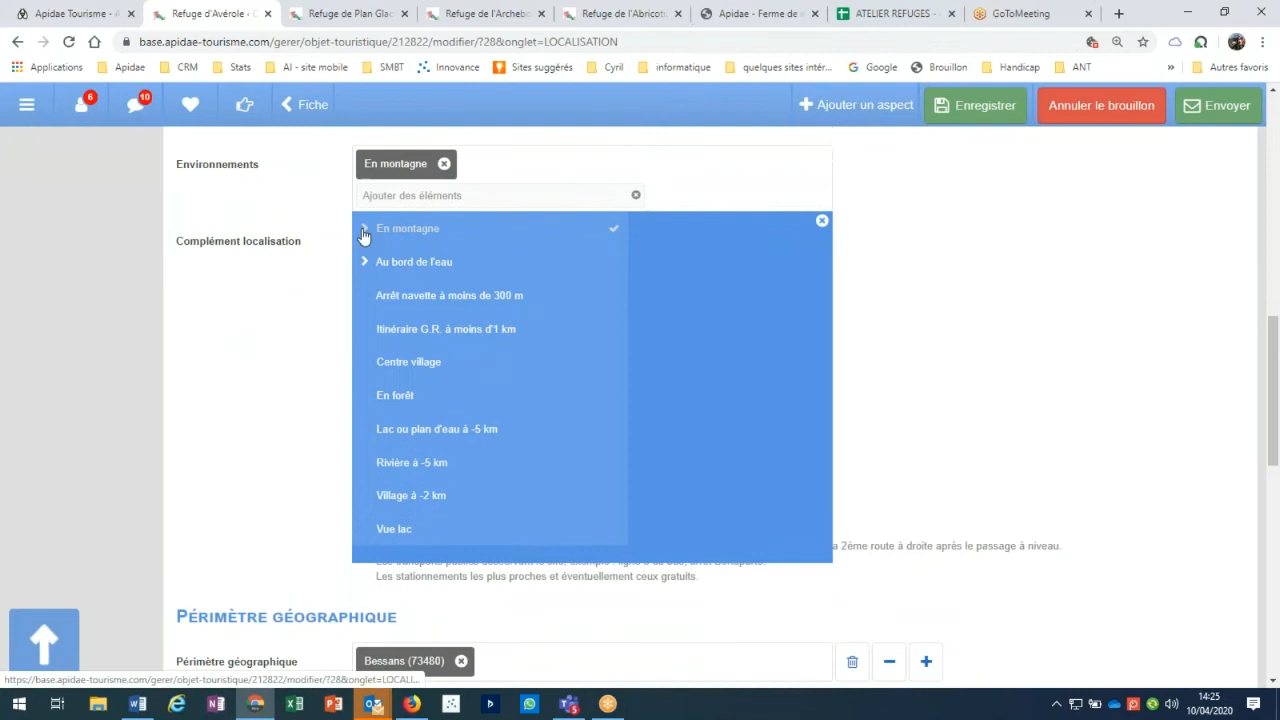 Apidae - Tourisme - A
Refuge d'Avérole - C
Refuge de Plan Glac
Refuge de l'Archebo
Refuge de l'Abricot
Apidae - Ferme d
ATELIER REFUGES -
GoToMeeting
base.apidae-tourisme.com/gerer/objet-touristique/212822/modifier/?28&onglet=LOCALISATION
Applications
Apidae
CRM
Stats
AI - site mobile
SMBT
Innovance
Sites suggérés
Cyril
informatique
quelques sites intér...
Google
Brouillon
Handicap
ANT
»
Autres favoris
6
10
Fiche
Ajouter un aspect
Enregistrer
Annuler le brouillon
Envoyer
Environnements
En montagne
Ajouter des éléments
Complément localisation
En montagne
Au bord de l'eau
Arrêt navette à moins de 300 m
Itinéraire G.R. à moins d'1 km
Centre village
En forêt
Lac ou plan d'eau à -5 km
Rivière à -5 km
Village à -2 km
Vue lac
a 2ème route à droite après le passage à niveau.
Les stationnements les plus proches et éventuellement ceux gratuits.
PÉRIMÈTRE GÉOGRAPHIQUE
Périmètre géographique
Bessans (73480)
https://base.apidae-tourisme.com/gerer/objet-touristique/212822/modifier/?28&onglet=LOCALI...
14:25
10/04/2020